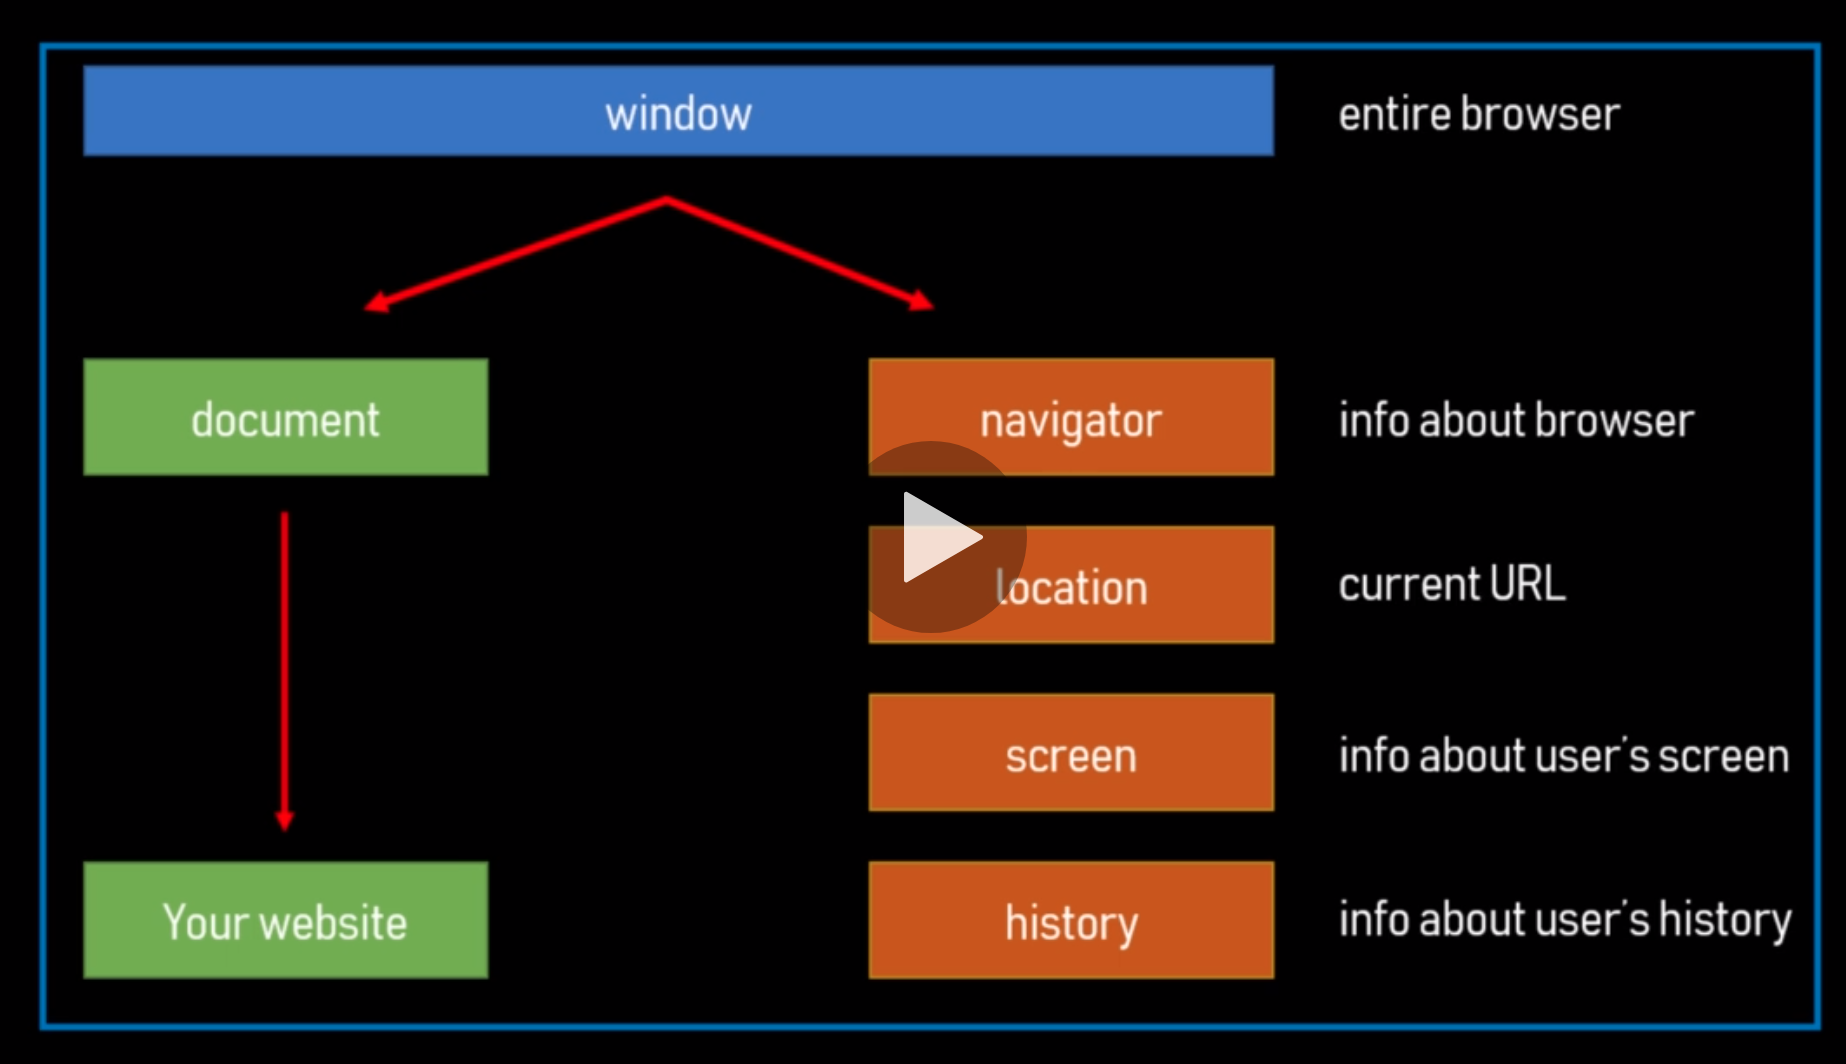 window
entire browser
document
navigator
info about browser
location
current URL
screen
info about user's screen
Your website
history
info about user's history